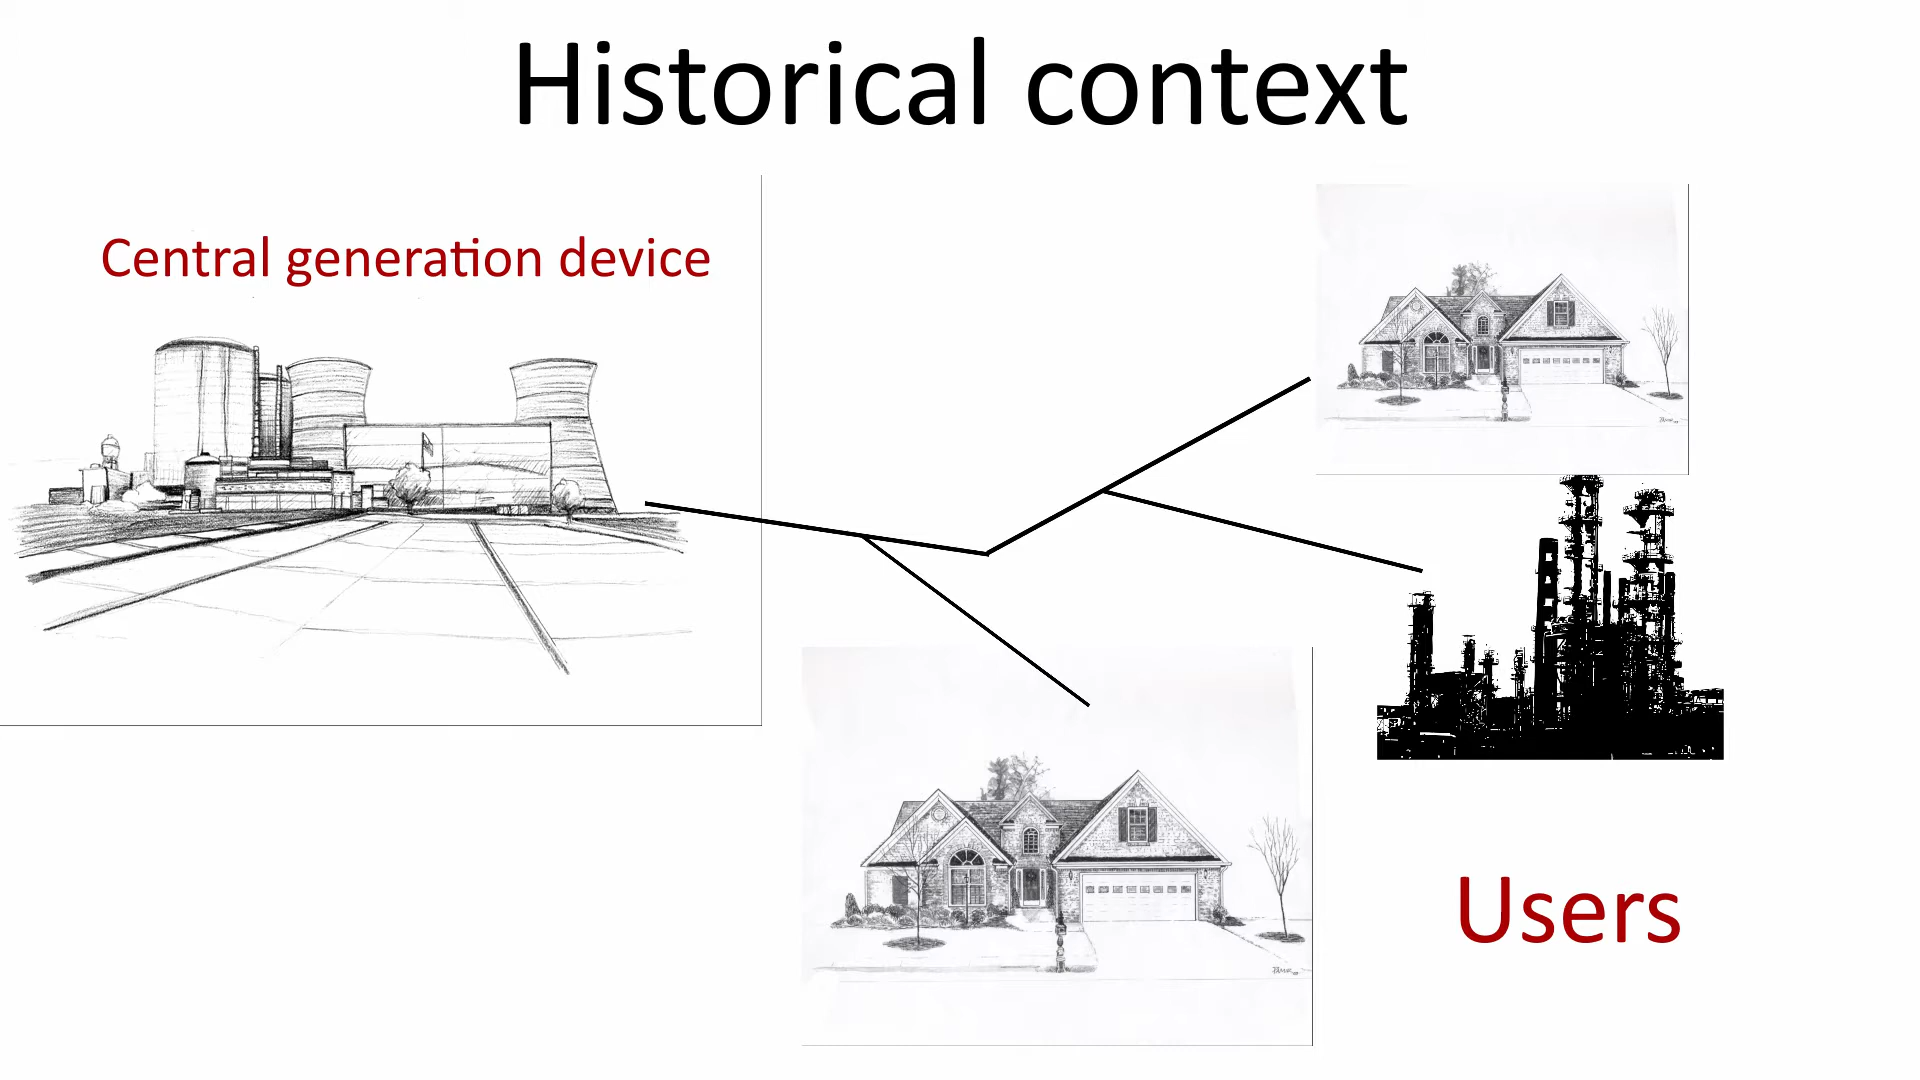 Historical context
Central generation device
Users